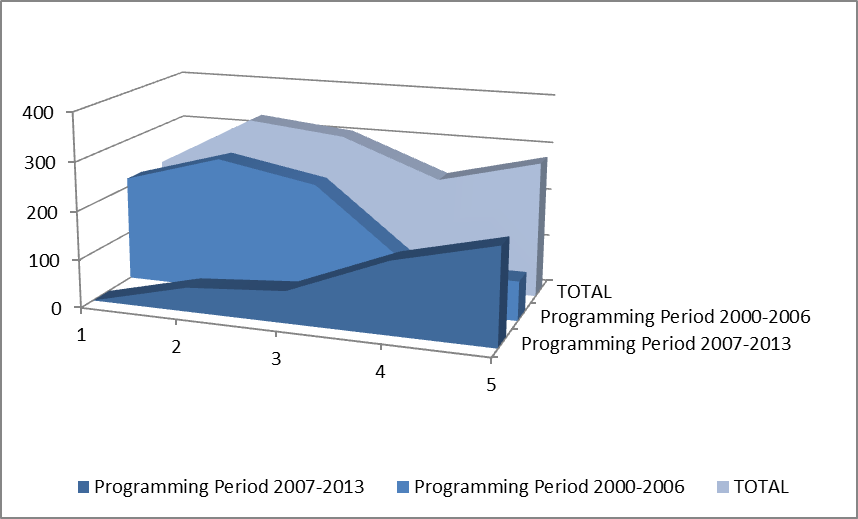 400
300
200
100
0
1
2
3
4
5
TOTAL
Programming Period 2000-2006
Programming Period 2007-2013
Programming Period 2007-2013 Programming Period 2000-2006 TOTAL